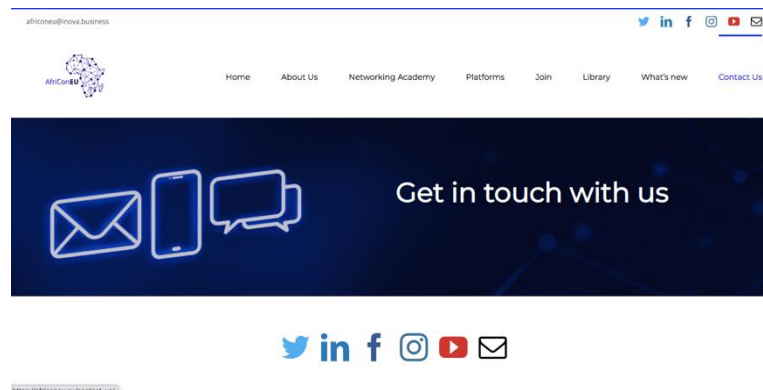 africoneu@inova.business
AfriConEU
Home About Us Networking Academy Platforms Join Library What's new Contact Us
Get in touch with us